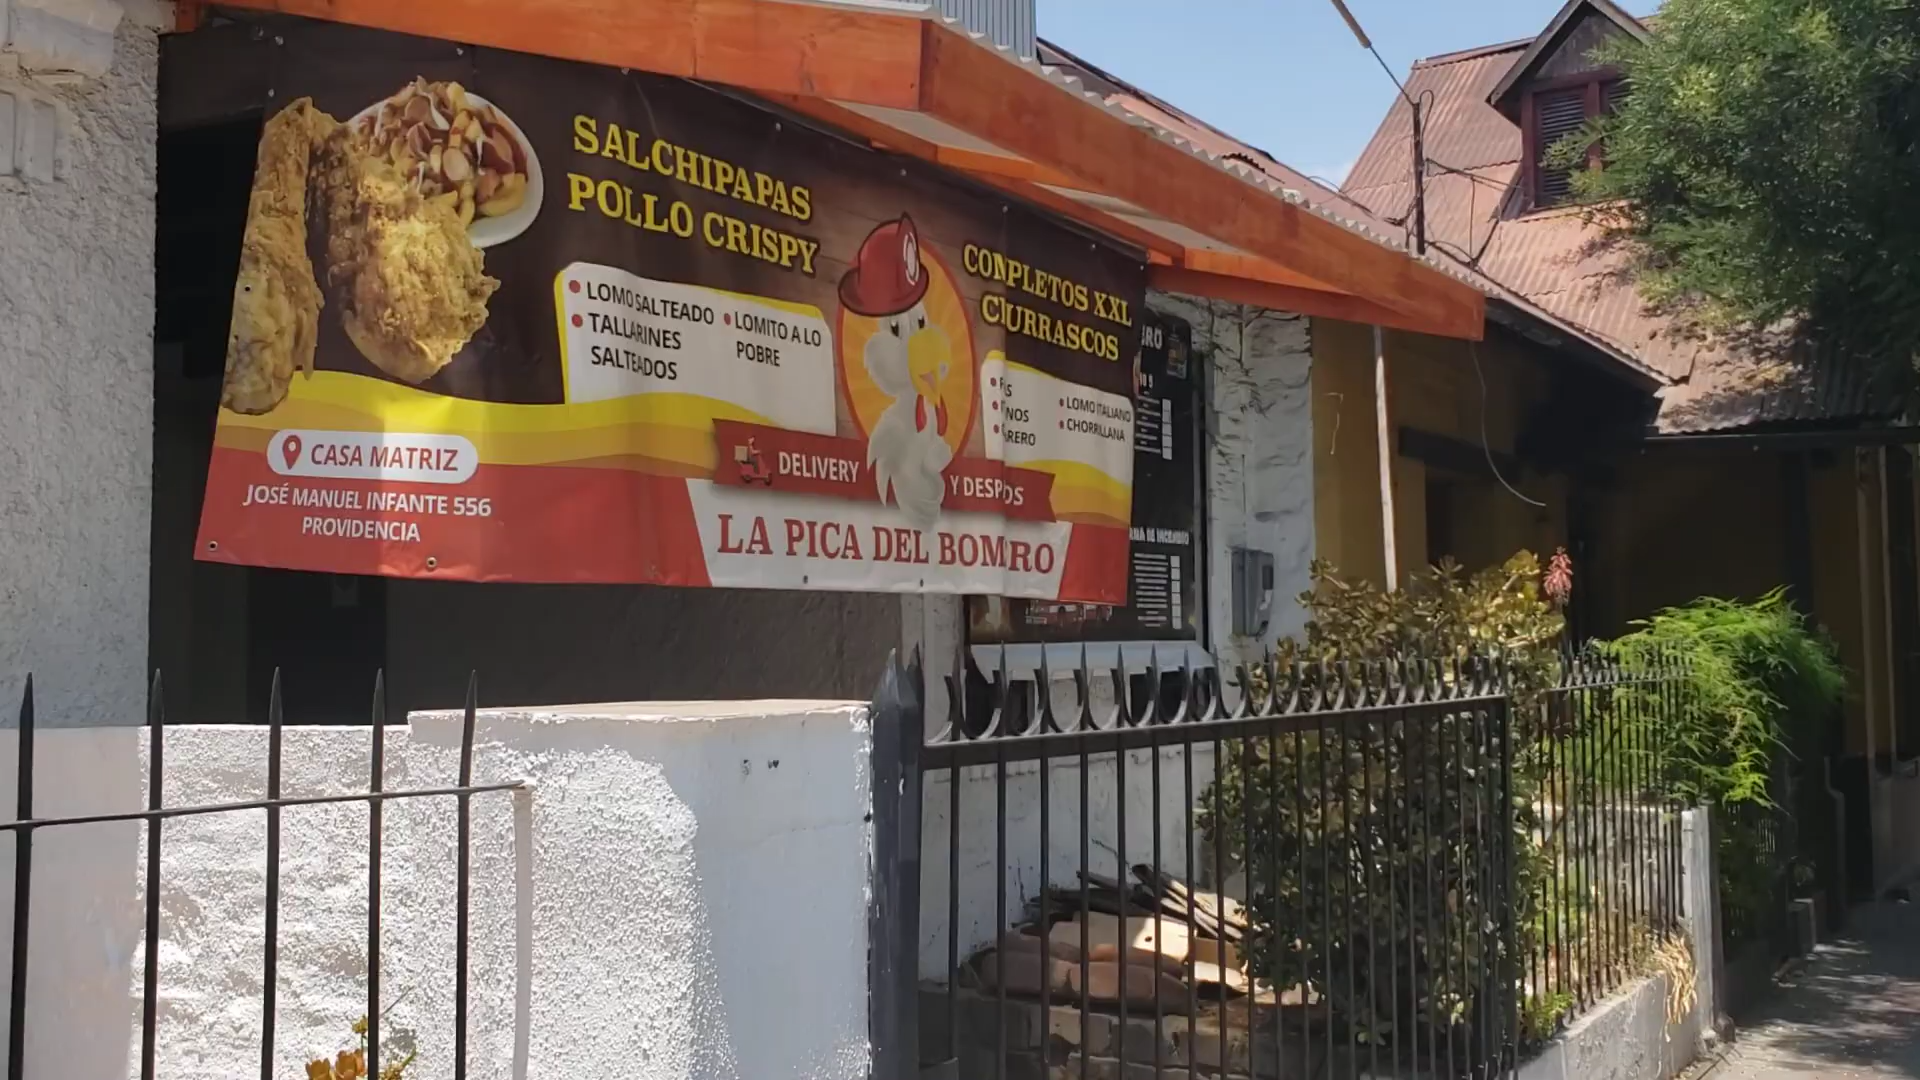 SALCHIPAPAS
POLLO CRISPY
LOMO SALTEADO
TALLARINES
SALTEADOS
LOMITO A LO
POBRE
COMPLETOS XXL
CHURRASCOS
LOMO ITALIANO
CHORRILLANA
CASA MATRIZ
JOSÉ MANUEL INFANTE 556
PROVIDENCIA
DELIVERY
Y
LA PICA DEL